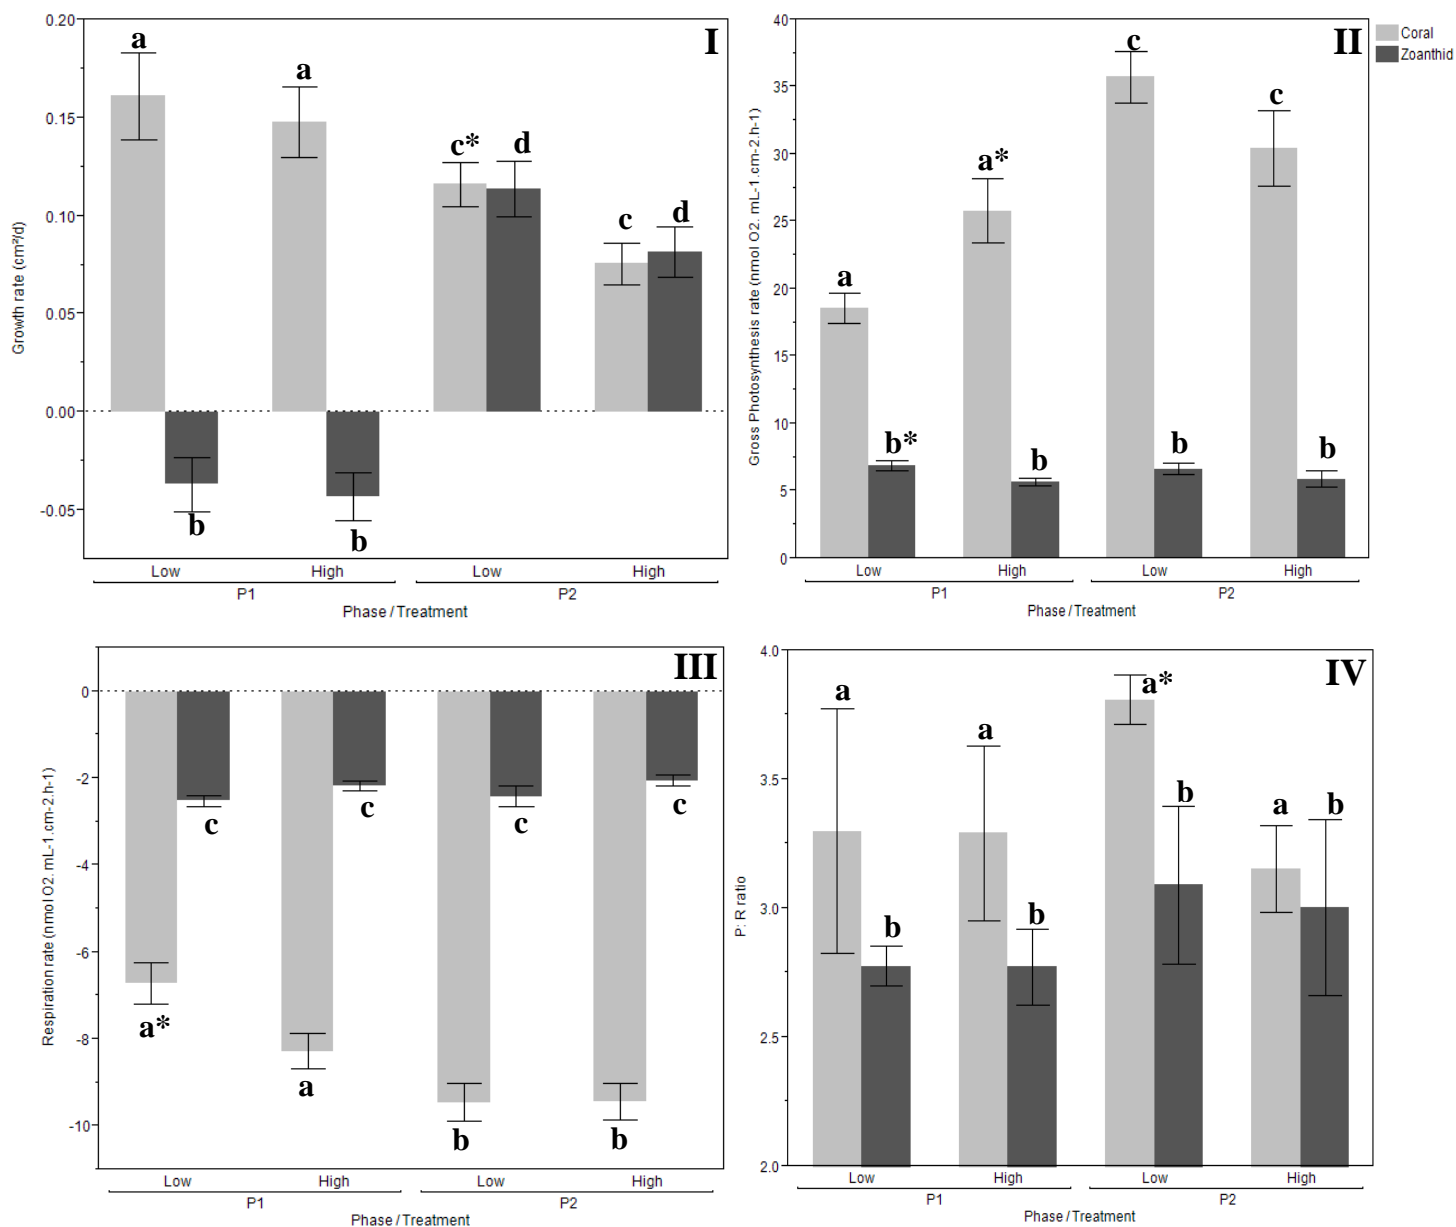 I
0.20
0.15
0.10
0.05
0.00
-0.05
Growth rate (cm²/d)
a
a
c*
d
c
d
b
b
Low
High
Low
High
P1
P2
Phase / Treatment
II
Coral
Zoanthid
40
35
30
25
20
15
10
5
0
Gross Photosynthesis rate (nmol O2. mL-1.cm-2.h-1)
a
a*
c
c
b*
b
b
b
Low
High
Low
High
P1
P2
Phase / Treatment
III
0
-2
-4
-6
-8
-10
Respiration rate (nmol O2. mL-1.cm-2.h-1)
c
c
c
c
a*
a
b
b
Low
High
Low
High
P1
P2
Phase / Treatment
IV
4.0
3.5
3.0
2.5
2.0
P: R ratio
a
a
a*
a
b
b
b
b
Low
High
Low
High
P1
P2
Phase / Treatment